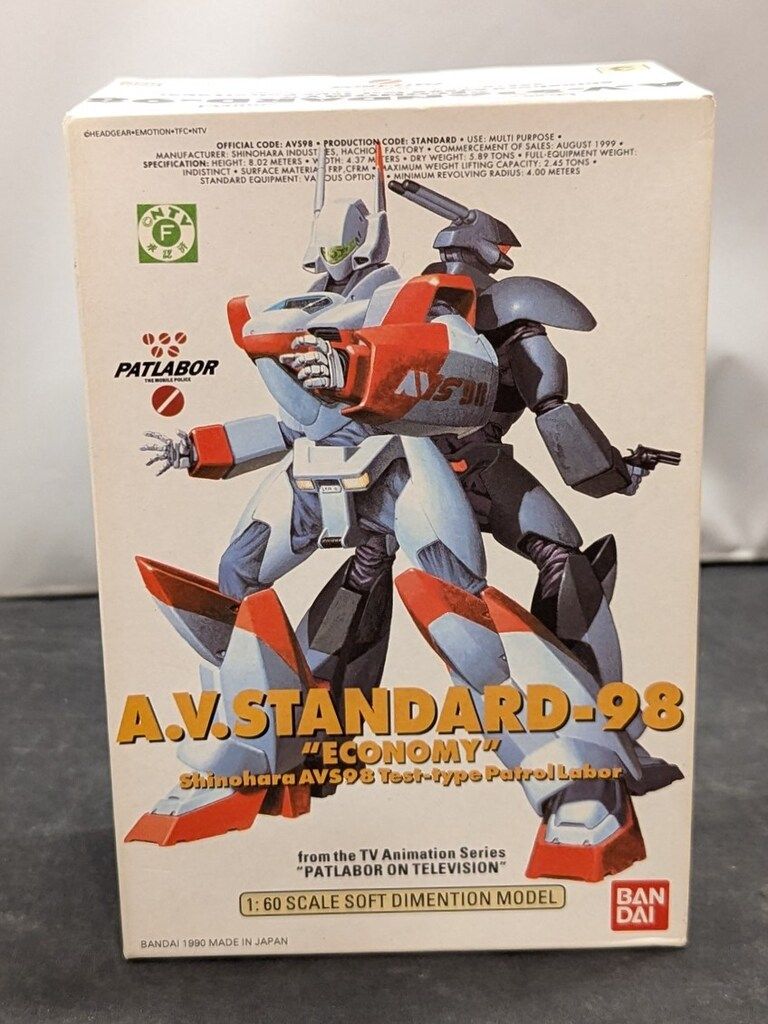 A.V.STANDARD-98
©HEADGEAR•EMOTION•TFC•NTV
OFFICIAL CODE: AVS98 • PRODUCTION CODE: STANDARD • USE: MULTI PURPOSE •
MANUFACTURER: SHINOHARA INDUSTRIES, HACHIOJI FACTORY • COMMENCEMENT OF SALES: AUGUST 1999 •
SPECIFICATION: HEIGHT: 8.02 METERS • WIDTH: 4.37 METERS • DRY WEIGHT: 5.89 TONS • FULL-EQUIPMENT WEIGHT:
INDISTINCT • SURFACE MATERIAL: FRP, CFRM • MAXIMUM WEIGHT LIFTING CAPACITY: 2.45 TONS •
STANDARD EQUIPMENT: VARIOUS OPTIONS • MINIMUM REVOLVING RADIUS: 4.00 METERS
NTV
F
PATLABOR
THE MOBILE POLICE
AVS'98
A.V.STANDARD-98
"ECONOMY"
Shinohara AVS98 Test-type Patrol Labor
from the TV Animation Series
"PATLABOR ON TELEVISION"
1:60 SCALE SOFT DIMENTION MODEL
BAN
DAI
BANDAI 1990 MADE IN JAPAN